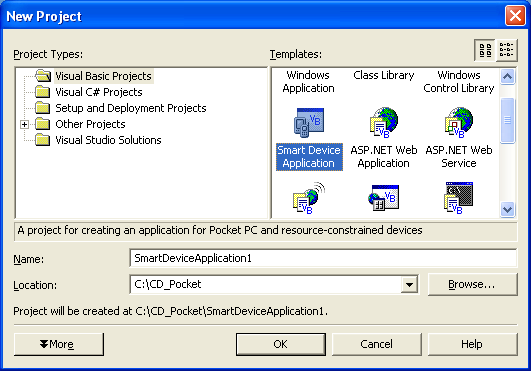 New Project
Project Types:
Templates:
Visual Basic Projects
Visual C# Projects
Setup and Deployment Projects
Other Projects
Visual Studio Solutions
Windows Application
Class Library
Windows Control Library
Smart Device Application
ASP.NET Web Application
ASP.NET Web Service
A project for creating an application for Pocket PC and resource-constrained devices
Name:
SmartDeviceApplication1
Location:
C:\CD_Pocket
Browse...
Project will be created at C:\CD_Pocket\SmartDeviceApplication1.
More
OK
Cancel
Help